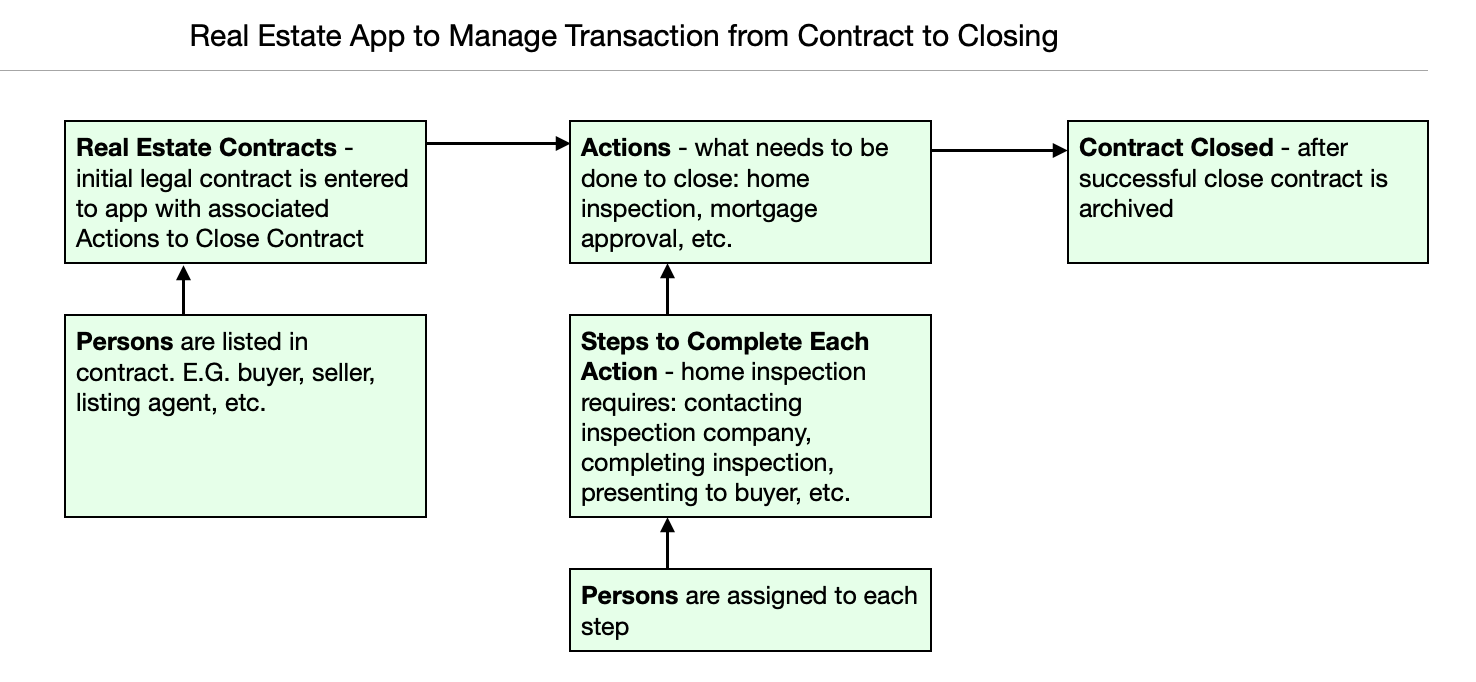 Real Estate App to Manage Transaction from Contract to Closing
Real Estate Contracts -
initial legal contract is entered
to app with associated
Actions to Close Contract
Actions - what needs to be
done to close: home
inspection, mortgage
approval, etc.
Contract Closed - after
successful close contract is
archived
Persons are listed in
contract. E.G. buyer, seller,
listing agent, etc.
Steps to Complete Each
Action - home inspection
requires: contacting
inspection company,
completing inspection,
presenting to buyer, etc.
Persons are assigned to each
step